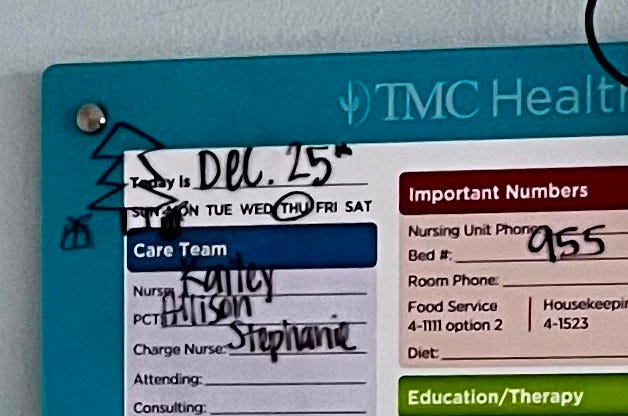 TMC Health
Today Is Dec. 25th
SUN MON TUE WED THU FRI SAT
Care Team
Nurse: Kailey
PCT: Allison
Charge Nurse: Stephanie
Attending:
Consulting:
Important Numbers
Nursing Unit Phone
Bed #: 955
Room Phone:
Food Service
4-1111 option 2
Housekeepin
4-1523
Diet:
Education/Therapy